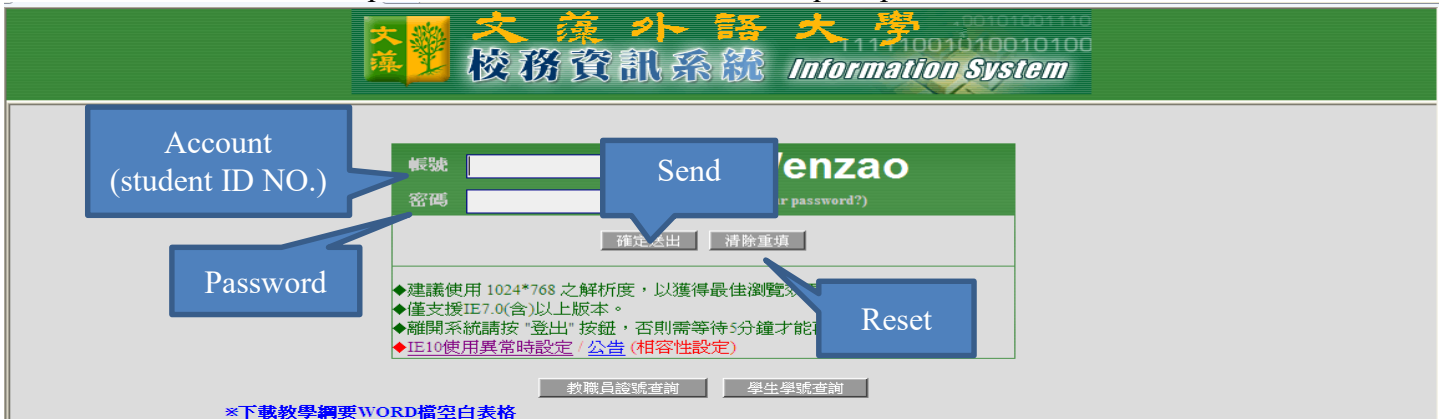 文藻外語大學
文藻
校務資訊系統 Information System
Account
(student ID NO.)
帳號
密碼
Send
enzao
password?)
確定送出
清除重填
Password
Reset
◆建議使用 1024*768 之解析度，以獲得最佳瀏覽
◆僅支援IE7.0(含)以上版本。
◆離開系統請按 "登出" 按鈕，否則需等待5分鐘才能
◆IE10使用異常時設定 / 公告 (相容性設定)
教職員證號查詢
學生學號查詢
※下載教學綱要WORD檔空白表格